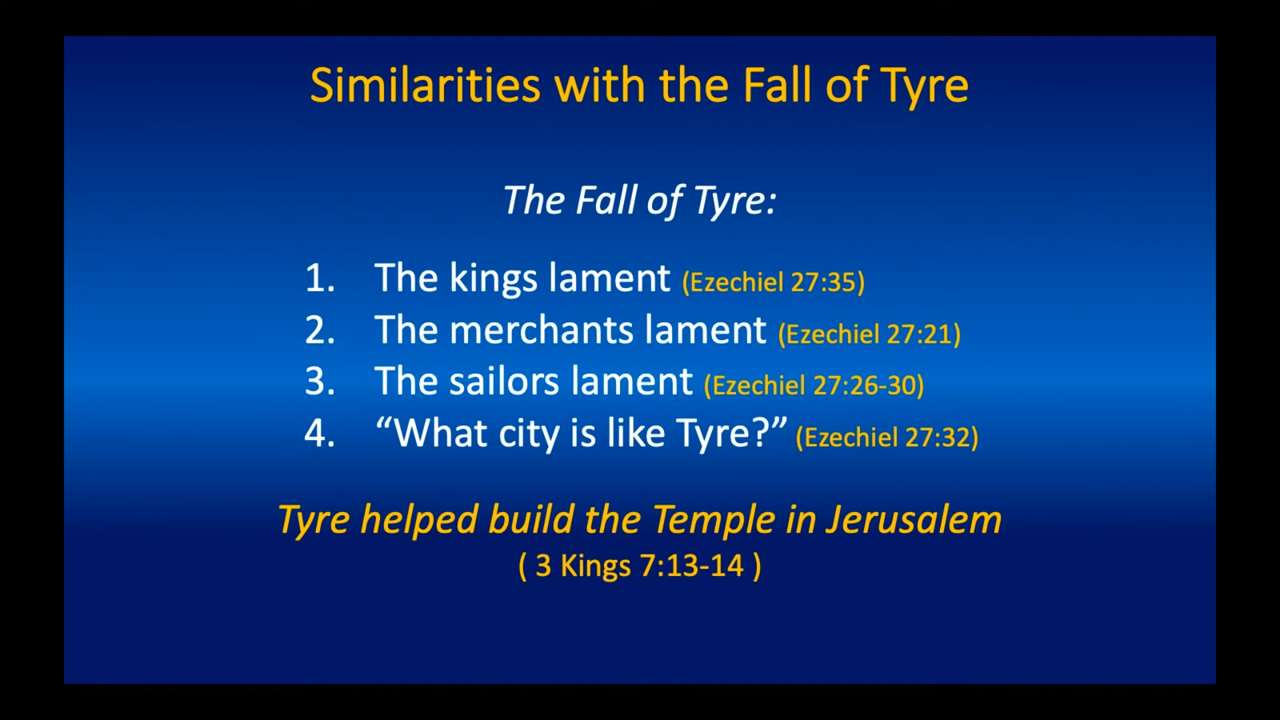 Similarities with the Fall of Tyre
The Fall of Tyre:
1. The kings lament (Ezechiel 27:35)
2. The merchants lament (Ezechiel 27:21)
3. The sailors lament (Ezechiel 27:26-30)
4. “What city is like Tyre?” (Ezechiel 27:32)
Tyre helped build the Temple in Jerusalem
( 3 Kings 7:13-14 )